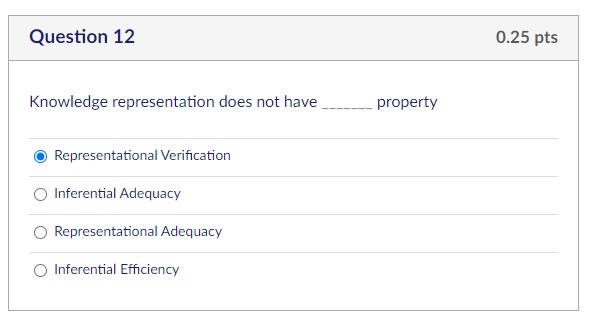 Question 12 0.25 pts
Knowledge representation does not have _______ property
Representational Verification
Inferential Adequacy
Representational Adequacy
Inferential Efficiency